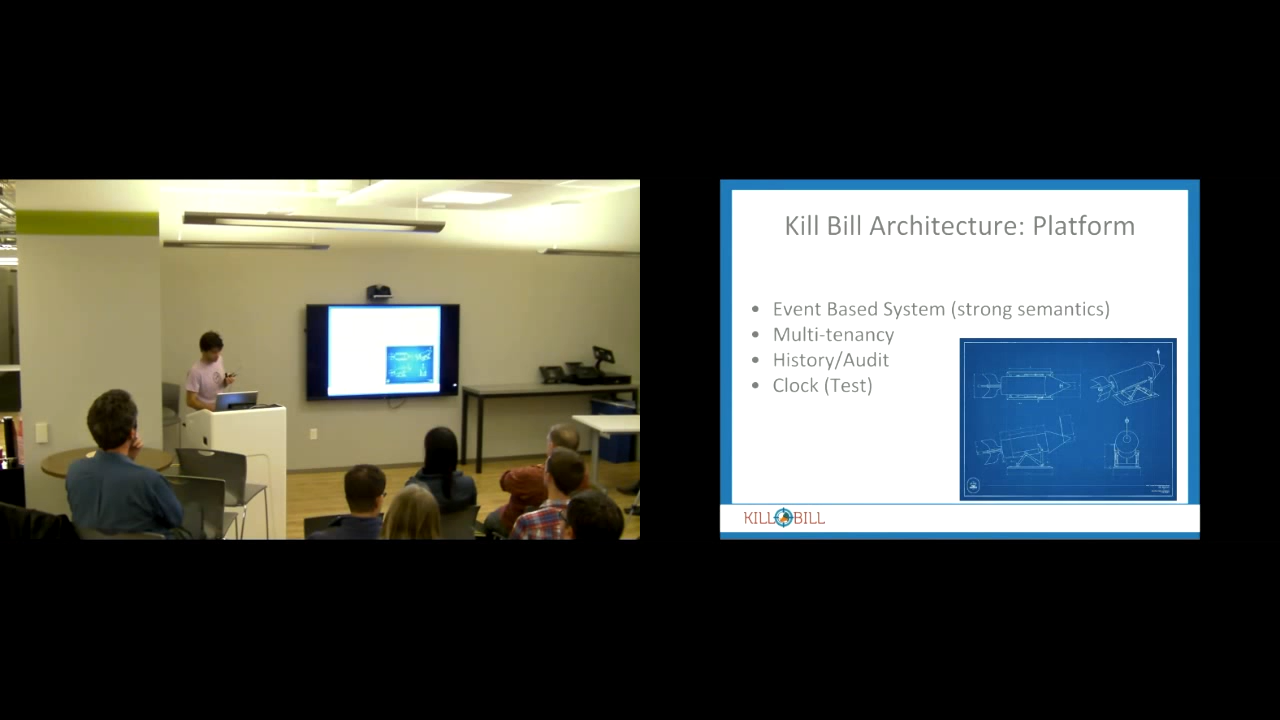 Kill Bill Architecture: Platform
• Event Based System (strong semantics)
• Multi-tenancy
• History/Audit
• Clock (Test)
KILL BILL